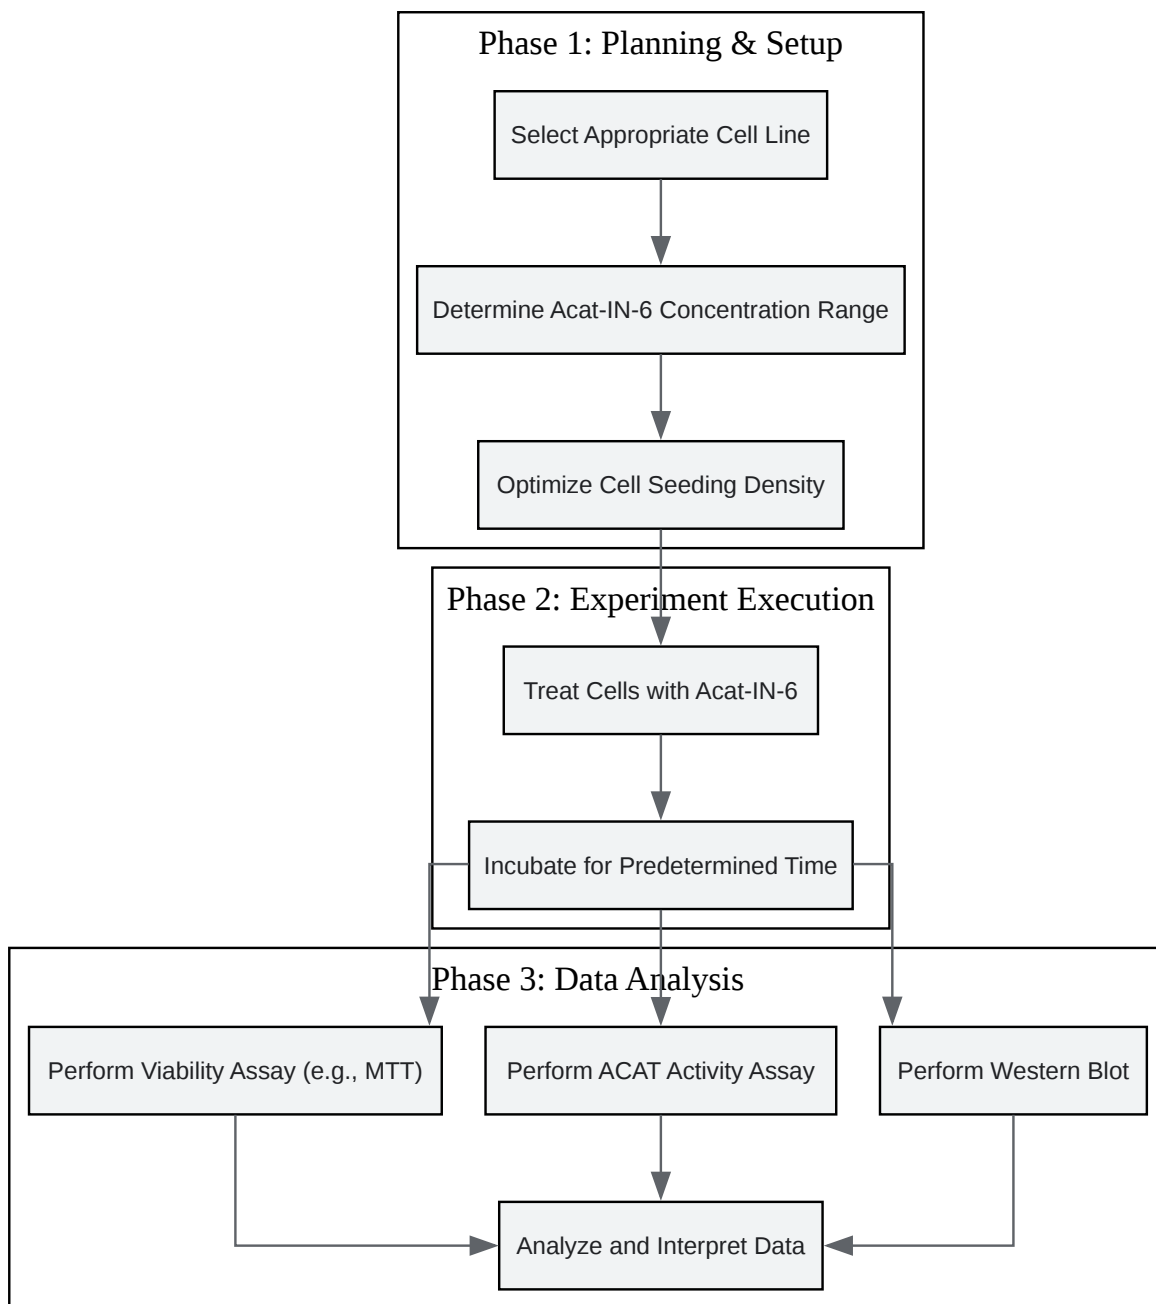 Phase 1: Planning & Setup
Select Appropriate Cell Line
Determine Acat-IN-6 Concentration Range
Optimize Cell Seeding Density
Phase 2: Experiment Execution
Treat Cells with Acat-IN-6
Incubate for Predetermined Time
Phase 3: Data Analysis
Perform Viability Assay (e.g., MTT)
Perform ACAT Activity Assay
Perform Western Blot
Analyze and Interpret Data